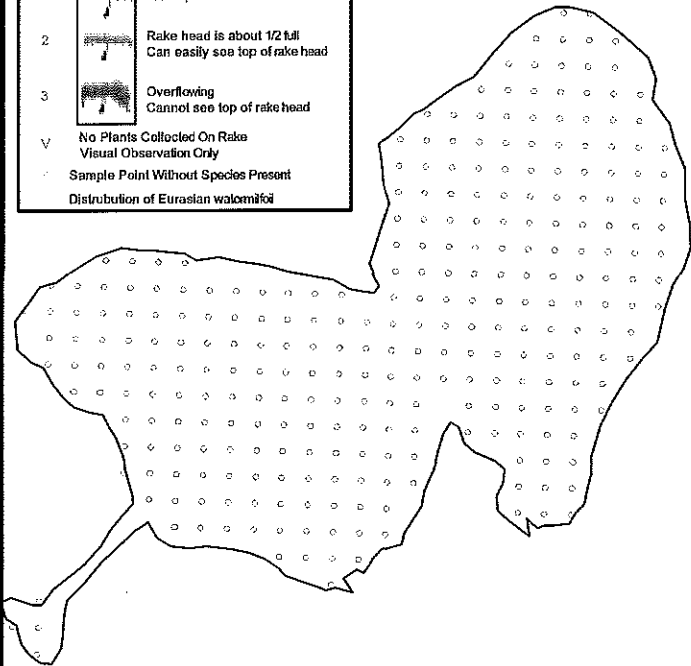 2
Rake head is about 1/2 full
Can easily see top of rake head
3
Overflowing
Cannot see top of rake head
V
No Plants Collected On Rake
Visual Observation Only
Sample Point Without Species Present
Distrubution of Eurasian watermilfoil